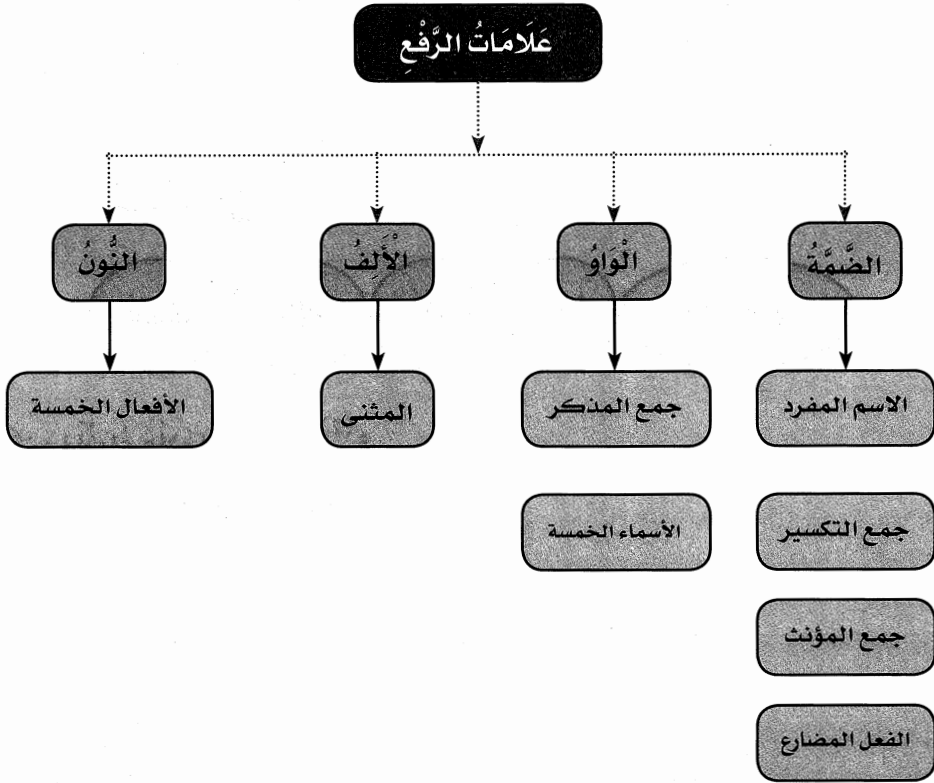 عَلَامَاتُ الرَّفْعِ
الضَّمَّةُ
الْوَاوُ
الْأَلِفُ
النُّونُ
الاسم المفرد
جمع المذكر
المثنى
الأفعال الخمسة
جمع التكسير
الأسماء الخمسة
جمع المؤنث
الفعل المضارع